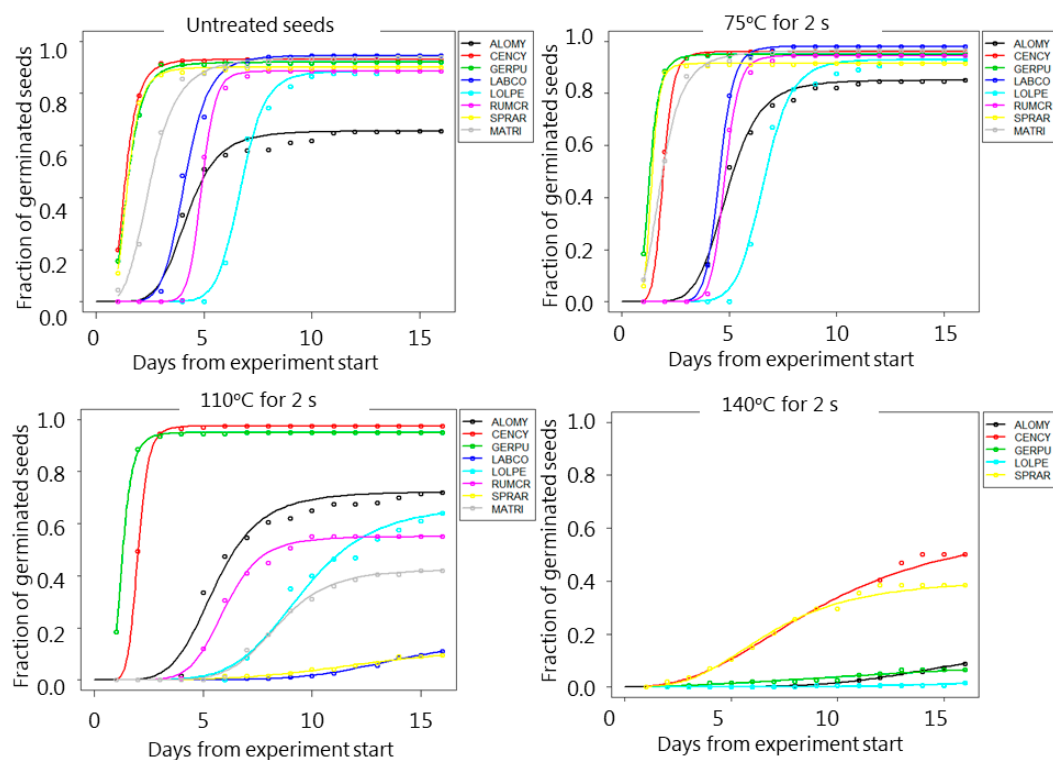 Untreated seeds
Fraction of germinated seeds
1.0
0.8
0.6
0.4
0.2
0.0
0 5 10 15
Days from experiment start
ALOMY
CENCY
GERPU
LABCO
LOLPE
RUMCR
SPRAR
MATRI
75ºC for 2 s
Fraction of germinated seeds
1.0
0.8
0.6
0.4
0.2
0.0
0 5 10 15
Days from experiment start
ALOMY
CENCY
GERPU
LABCO
LOLPE
RUMCR
SPRAR
MATRI
110ºC for 2 s
Fraction of germinated seeds
1.0
0.8
0.6
0.4
0.2
0.0
0 5 10 15
Days from experiment start
ALOMY
CENCY
GERPU
LABCO
LOLPE
RUMCR
SPRAR
MATRI
140ºC for 2 s
Fraction of germinated seeds
1.0
0.8
0.6
0.4
0.2
0.0
0 5 10 15
Days from experiment start
ALOMY
CENCY
GERPU
LOLPE
SPRAR